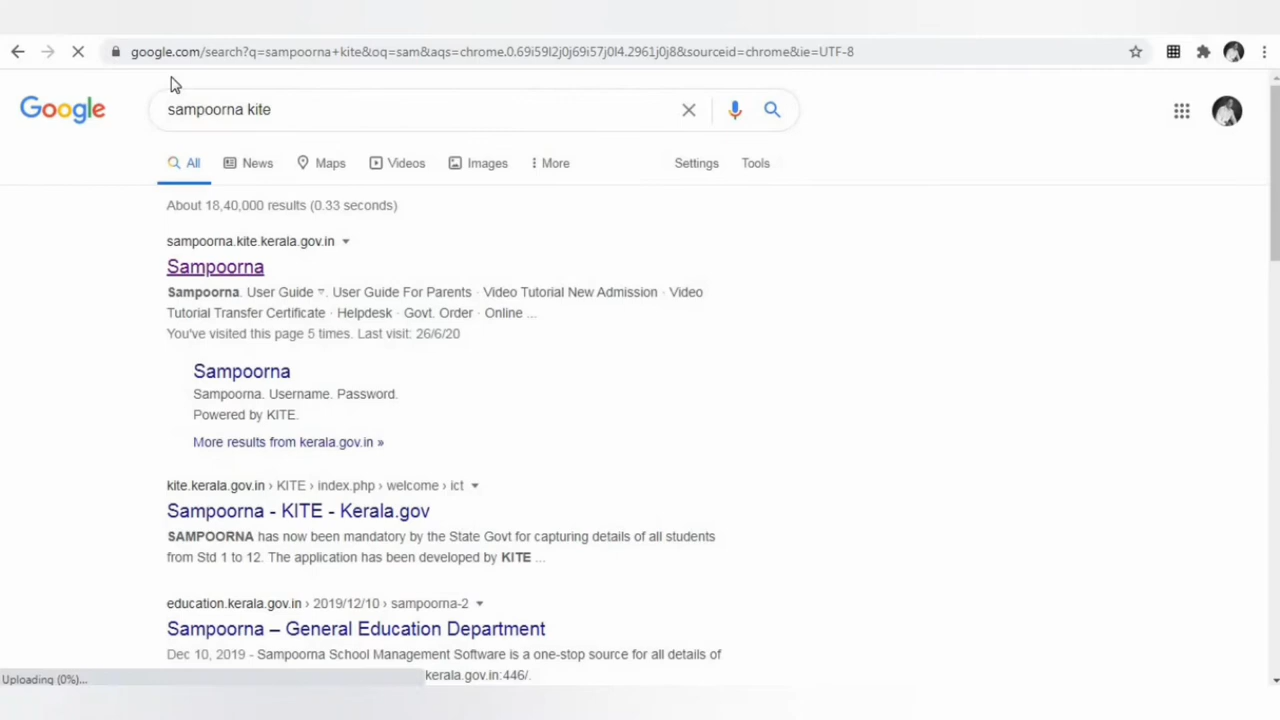 google.com/search?q=sampoorna+kite&oq=sam&aqs=chrome.0.69i59l2j0j69i57j0l4.2961j0j8&sourceid=chrome&ie=UTF-8
Google
sampoorna kite
All News Maps Videos Images More Settings Tools
About 18,40,000 results (0.33 seconds)
sampoorna.kite.kerala.gov.in
Sampoorna
Sampoorna. User Guide ▿. User Guide For Parents · Video Tutorial New Admission · Video
Tutorial Transfer Certificate · Helpdesk · Govt. Order · Online ...
You've visited this page 5 times. Last visit: 26/6/20
Sampoorna
Sampoorna. Username. Password.
Powered by KITE.
More results from kerala.gov.in »
kite.kerala.gov.in › KITE › index.php › welcome › ict
Sampoorna - KITE - Kerala.gov
SAMPOORNA has now been mandatory by the State Govt for capturing details of all students
from Std 1 to 12. The application has been developed by KITE ...
education.kerala.gov.in › 2019/12/10 › sampoorna-2
Sampoorna – General Education Department
Dec 10, 2019 - Sampoorna School Management Software is a one-stop source for all details of
kerala.gov.in:446/.
Uploading (0%)...